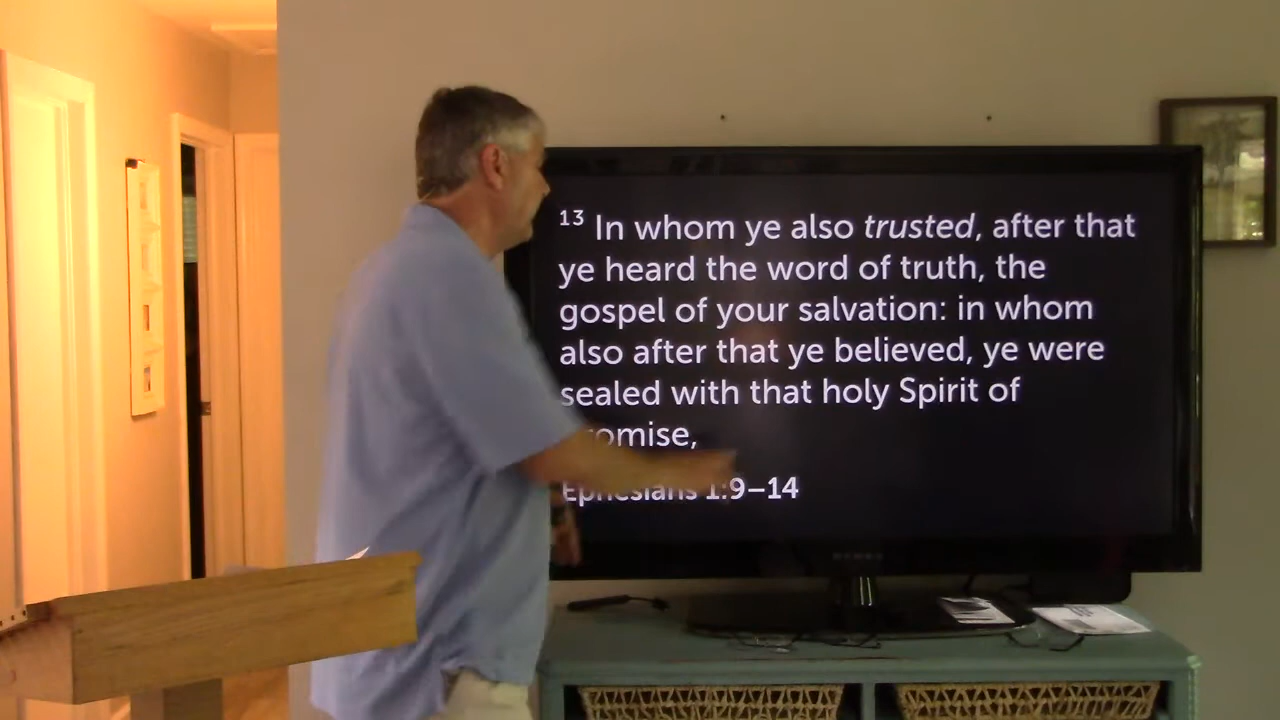 13 In whom ye also trusted, after that
ye heard the word of truth, the
gospel of your salvation: in whom
also after that ye believed, ye were
sealed with that holy Spirit of
omise,
Ephesians 1:9–14